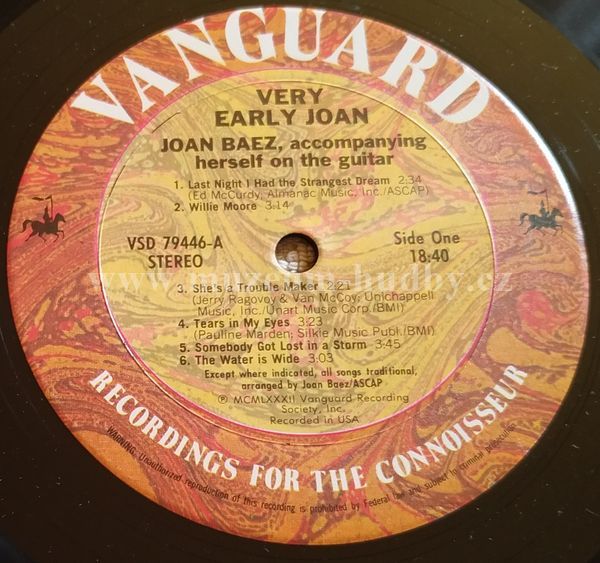 VANGUARD
VERY
EARLY JOAN
JOAN BAEZ, accompanying
herself on the guitar
1. Last Night I Had the Strangest Dream 2:34
(Ed McCurdy, Almanac Music, Inc./ASCAP)
2. Willie Moore 3:14
VSD 79446-A
STEREO
Side One
18:40
3. She's a Trouble Maker 2:21
(Jerry Ragovoy & Van McCoy; Unichappell
Music, Inc./Unart Music Corp./BMI)
4. Tears in My Eyes 3:23
(Pauline Marden; Silkie Music Publ./BMI)
5. Somebody Got Lost in a Storm 3:45
6. The Water is Wide 3:03
Except where indicated, all songs traditional,
arranged by Joan Baez/ASCAP
℗ MCMLXXXII Vanguard Recording
Society, Inc.
Recorded in USA
RECORDINGS FOR THE CONNOISSEUR
WARNING: Unauthorized reproduction of this recording is prohibited by Federal law and subject to criminal prosecution.
www.muzeum-hudby.cz